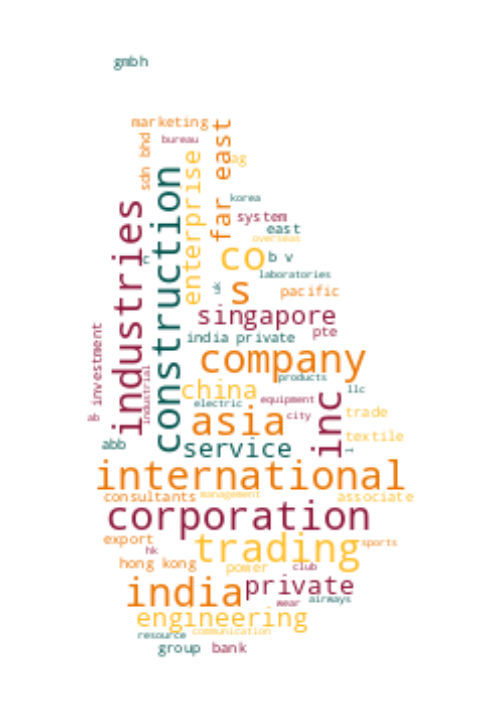 gmbh
marketing
bureau
sdn bhd
far east
ag
enterprise
construction
industries
korea
system
east
overseas
co
b v
c
laboratories
uk
s
pacific
singapore
pte
india private
investment
company
products
industrial
china
llc
electric
equipment
ab
asia
inc
city
trade
textile
abb
service
l
international
consultants
management
associate
corporation
export
trading
sports
hk
hong kong
power
club
india
private
wear
airways
engineering
resource
communication
group
bank